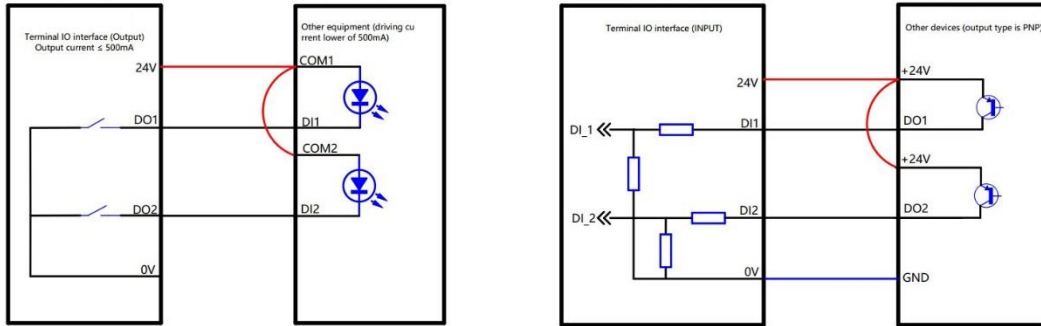 Terminal IO interface (Output)
Output current ≤ 500mA
24V
DO1
DO2
0V
Other equipment (driving cu
rrent lower of 500mA)
COM1
DI1
COM2
DI2
Terminal IO interface (INPUT)
24V
DI_1
DI1
DI_2
DI2
0V
Other devices (output type is PNP)
+24V
DO1
+24V
DO2
GND